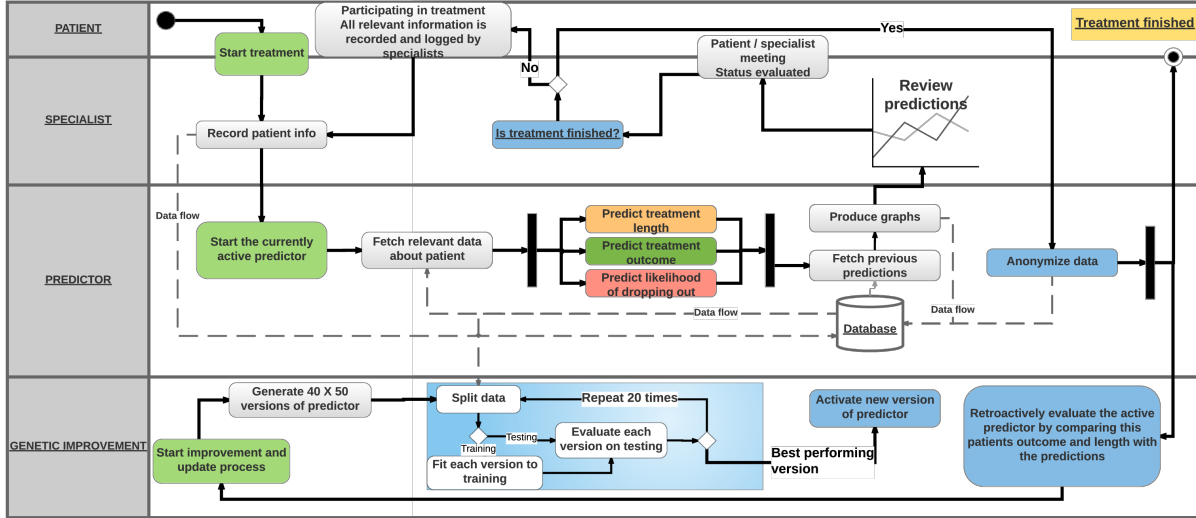 PATIENT
Start treatment
Participating in treatment
All relevant information is
recorded and logged by
specialists
No
Yes
Patient / specialist
meeting
Status evaluated
Treatment finished
SPECIALIST
Record patient info
Is treatment finished?
Review
predictions
PREDICTOR
Data flow
Start the currently
active predictor
Fetch relevant data
about patient
Predict treatment
length
Predict treatment
outcome
Predict likelihood
of dropping out
Produce graphs
Fetch previous
predictions
Anonymize data
Data flow
Data flow
Database
GENETIC IMPROVEMENT
Generate 40 X 50
versions of predictor
Start improvement and
update process
Split data
Repeat 20 times
Testing
Training
Evaluate each
version on testing
Fit each version to
training
Best performing
version
Activate new version
of predictor
Retroactively evaluate the active
predictor by comparing this
patients outcome and length with
the predictions